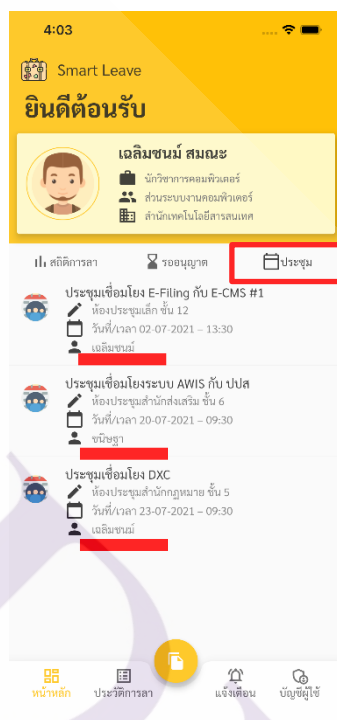 4:03
Smart Leave
ยินดีต้อนรับ
เฉลิมชนม์ สมณะ
นักวิชาการคอมพิวเตอร์
ส่วนระบบงานคอมพิวเตอร์
สำนักเทคโนโลยีสารสนเทศ
สถิติการลา รออนุญาต ประชุม
ประชุมเชื่อมโยง E-Filing กับ E-CMS #1
ห้องประชุมเล็ก ชั้น 12
วันที่/เวลา 02-07-2021 – 13:30
เฉลิมชนม์
ประชุมเชื่อมโยงระบบ AWIS กับ ปปส
ห้องประชุมสำนักส่งเสริม ชั้น 6
วันที่/เวลา 20-07-2021 – 09:30
ชนิษฐา
ประชุมเชื่อมโยง DXC
ห้องประชุมสำนักกฎหมาย ชั้น 5
วันที่/เวลา 23-07-2021 – 09:30
เฉลิมชนม์
หน้าหลัก ประวัติการลา แจ้งเตือน บัญชีผู้ใช้